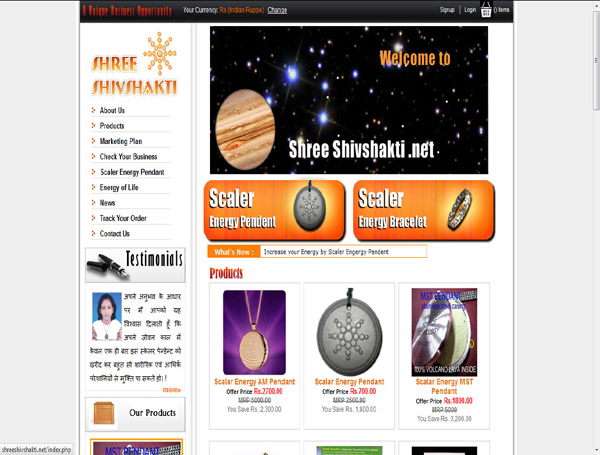 A Unique Business Opportunity
Your Currency: Rs (Indian Ruppe) Change
Signup | Login 0 items
SHREE
SHIVSHAKTI
About Us
Products
Marketing Plan
Check Your Business
Scaler Energy Pendant
Energy of Life
News
Track Your Order
Contact Us
Welcome to
Shree Shivshakti .net
Scaler
Energy Pendent
Scaler
Energy Bracelet
What's New :
Increase your Energy by Scaler Engergy Pendent
Testimonials
अपने अनुभव के आधार
पर मैं आपको यह
विश्वास दिलाती हूँ कि
अपने जीवन काल में
केवल एक ही बार इस स्केलर पेन्डेन्ट को
खरीद कर बहुत सी शारीरिक एवं आर्थिक
परेशानियों से मुक्ति पा सकते हो। !
more»
Our Products
MST PENDANT
Products
Scaler Energy AM Pendant
Offer Price Rs.2700.00
MRP 5000.00
You Save Rs. 2,300.00
Scaler Energy Pendant
Offer Price Rs.700.00
MRP 2500.00
You Save Rs. 1,800.00
MST PENDANT
100% VOLCANO LAVA INSIDE
Scaler Energy MST
Pendant
Offer Price Rs.1800.00
MRP 5000
You Save Rs. 3,200.00
shreeshivshakti.net/index.php